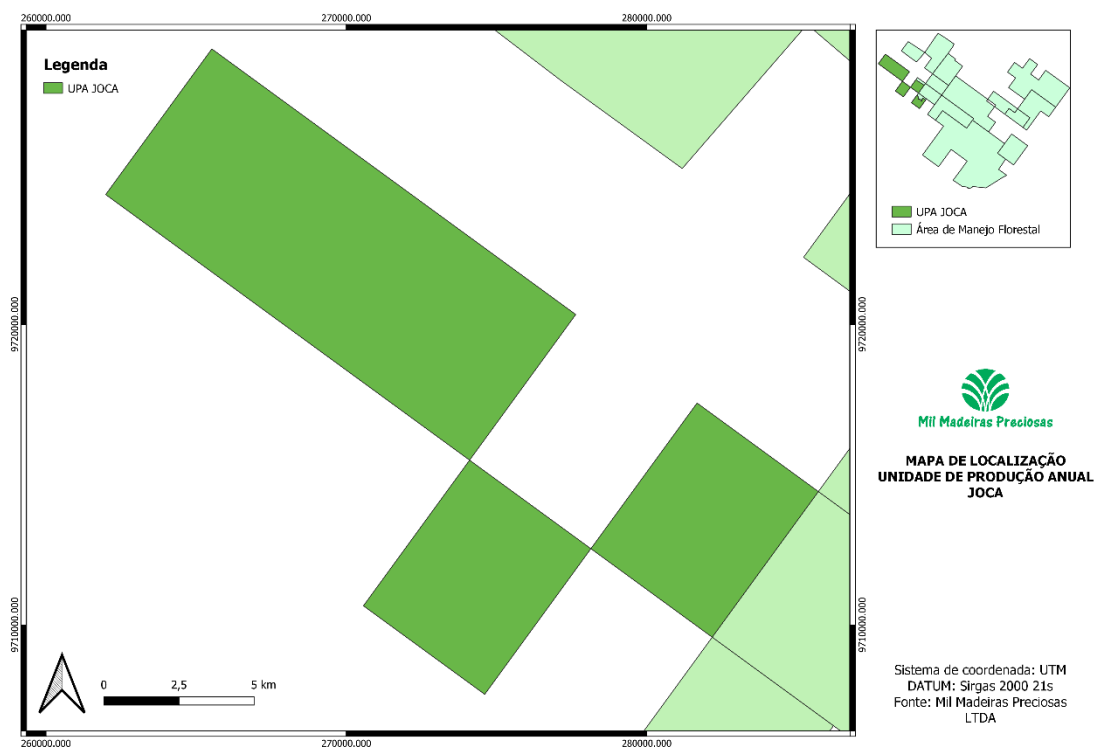 260000.000 270000.000 280000.000
Legenda
UPA JOCA
9720000.000 9720000.000
9710000.000 9710000.000
0 2,5 5 km
260000.000 270000.000 280000.000
UPA JOCA
Área de Manejo Florestal
Mil Madeiras Preciosas
MAPA DE LOCALIZAÇÃO
UNIDADE DE PRODUÇÃO ANUAL
JOCA
Sistema de coordenada: UTM
DATUM: Sirgas 2000 21s
Fonte: Mil Madeiras Preciosas
LTDA